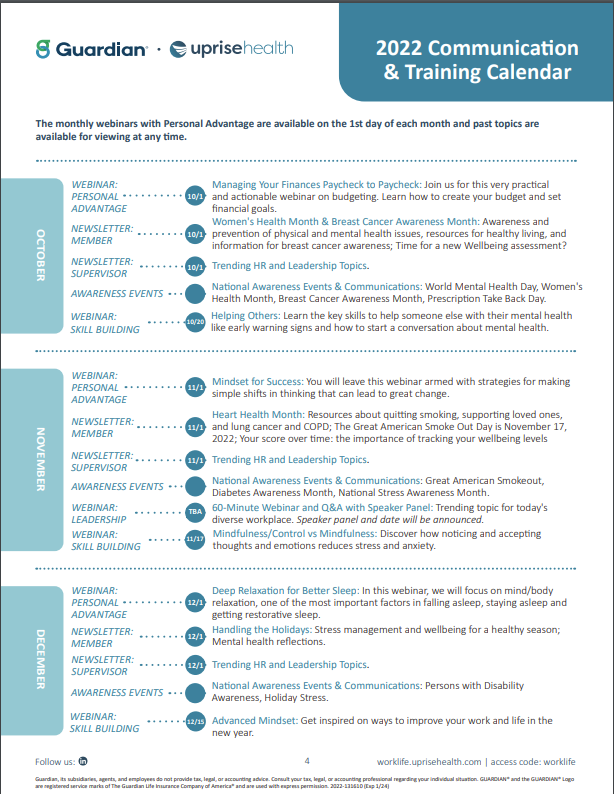 Guardian® · uprisehealth
2022 Communication
& Training Calendar
The monthly webinars with Personal Advantage are available on the 1st day of each month and past topics are
available for viewing at any time.
OCTOBER
WEBINAR:
PERSONAL
ADVANTAGE
10/1
Managing Your Finances Paycheck to Paycheck: Join us for this very practical
and actionable webinar on budgeting. Learn how to create your budget and set
financial goals.
NEWSLETTER:
MEMBER
10/1
Women's Health Month & Breast Cancer Awareness Month: Awareness and
prevention of physical and mental health issues, resources for healthy living, and
information for breast cancer awareness; Time for a new Wellbeing assessment?
NEWSLETTER:
SUPERVISOR
10/1
Trending HR and Leadership Topics.
AWARENESS EVENTS
National Awareness Events & Communications: World Mental Health Day, Women's
Health Month, Breast Cancer Awareness Month, Prescription Take Back Day.
WEBINAR:
SKILL BUILDING
10/20
Helping Others: Learn the key skills to help someone else with their mental health
like early warning signs and how to start a conversation about mental health.
NOVEMBER
WEBINAR:
PERSONAL
ADVANTAGE
11/1
Mindset for Success: You will leave this webinar armed with strategies for making
simple shifts in thinking that can lead to great change.
NEWSLETTER:
MEMBER
11/1
Heart Health Month: Resources about quitting smoking, supporting loved ones,
and lung cancer and COPD; The Great American Smoke Out Day is November 17,
2022; Your score over time: the importance of tracking your wellbeing levels
NEWSLETTER:
SUPERVISOR
11/1
Trending HR and Leadership Topics.
AWARENESS EVENTS
National Awareness Events & Communications: Great American Smokeout,
Diabetes Awareness Month, National Stress Awareness Month.
WEBINAR:
LEADERSHIP
TBA
60-Minute Webinar and Q&A with Speaker Panel: Trending topic for today's
diverse workplace. Speaker panel and date will be announced.
WEBINAR:
SKILL BUILDING
11/17
Mindfulness/Control vs Mindfulness: Discover how noticing and accepting
thoughts and emotions reduces stress and anxiety.
DECEMBER
WEBINAR:
PERSONAL
ADVANTAGE
12/1
Deep Relaxation for Better Sleep: In this webinar, we will focus on mind/body
relaxation, one of the most important factors in falling asleep, staying asleep and
getting restorative sleep.
NEWSLETTER:
MEMBER
12/1
Handling the Holidays: Stress management and wellbeing for a healthy season;
Mental health reflections.
NEWSLETTER:
SUPERVISOR
12/1
Trending HR and Leadership Topics.
AWARENESS EVENTS
National Awareness Events & Communications: Persons with Disability
Awareness, Holiday Stress.
WEBINAR:
SKILL BUILDING
12/15
Advanced Mindset: Get inspired on ways to improve your work and life in the
new year.
Follow us: in
4
worklife.uprisehealth.com | access code: worklife
Guardian, its subsidiaries, agents, and employees do not provide tax, legal, or accounting advice. Consult your tax, legal, or accounting professional regarding your individual situation. GUARDIAN® and the GUARDIAN® Logo
are registered service marks of The Guardian Life Insurance Company of America® and are used with express permission. 2022-131610 (Exp 1/24)